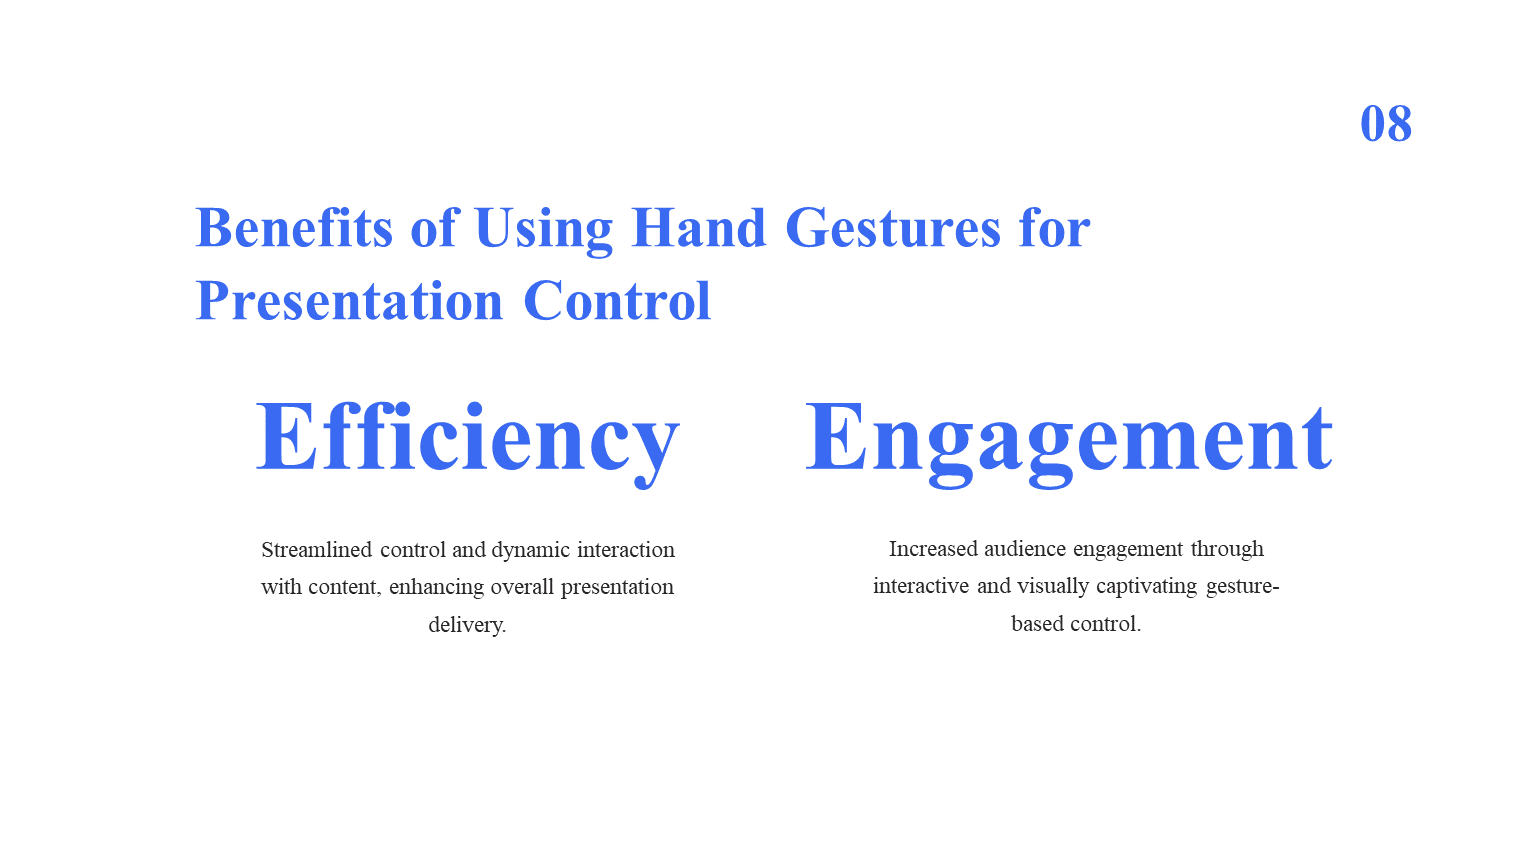 08
Benefits of Using Hand Gestures for
Presentation Control
Efficiency
Streamlined control and dynamic interaction
with content, enhancing overall presentation
delivery.
Engagement
Increased audience engagement through
interactive and visually captivating gesture-
based control.